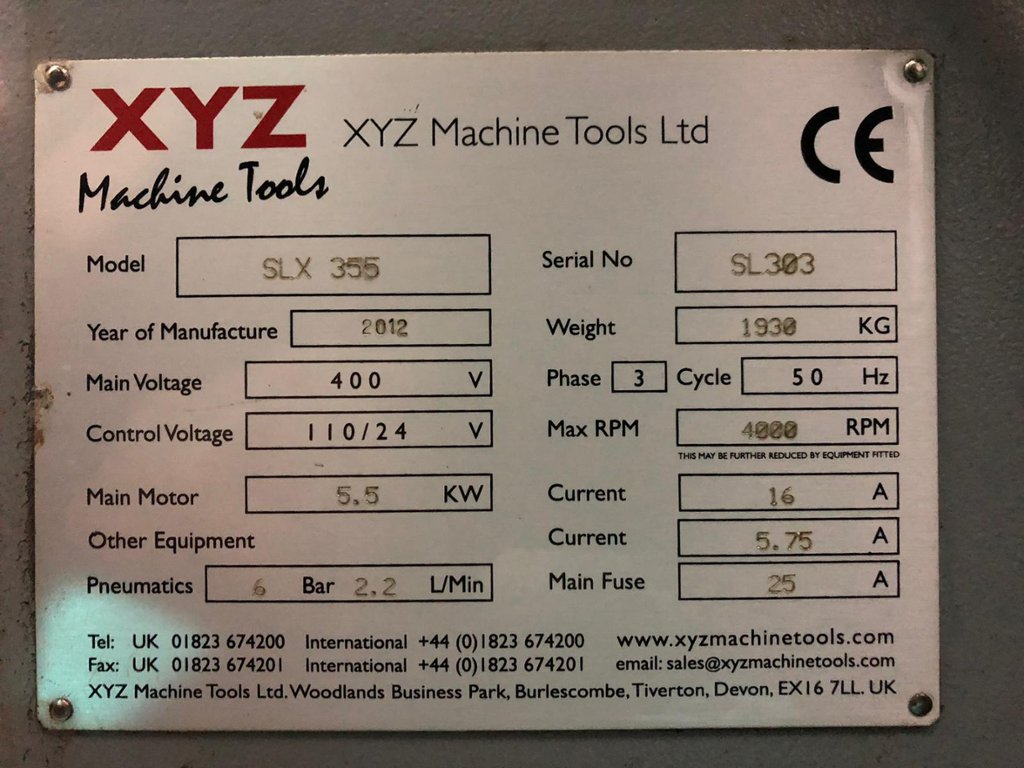 XYZ
Machine Tools
XYZ Machine Tools Ltd
CE
Model SLX 355 Serial No SL303
Year of Manufacture 2012 Weight 1930 KG
Main Voltage 400 V Phase 3 Cycle 50 Hz
Control Voltage 110/24 V Max RPM 4000 RPM
THIS MAY BE FURTHER REDUCED BY EQUIPMENT FITTED
Main Motor 5.5 KW Current 16 A
Other Equipment Current 5.75 A
Pneumatics 6 Bar 2.2 L/Min Main Fuse 25 A
Tel: UK 01823 674200 International +44 (0)1823 674200 www.xyzmachinetools.com
Fax: UK 01823 674201 International +44 (0)1823 674201 email: sales@xyzmachinetools.com
XYZ Machine Tools Ltd. Woodlands Business Park, Burlescombe, Tiverton, Devon, EX16 7LL. UK